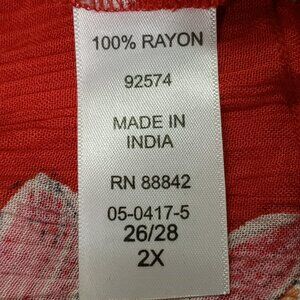 100% RAYON
92574
MADE IN
INDIA
RN 88842
05-0417-5
26/28
2X